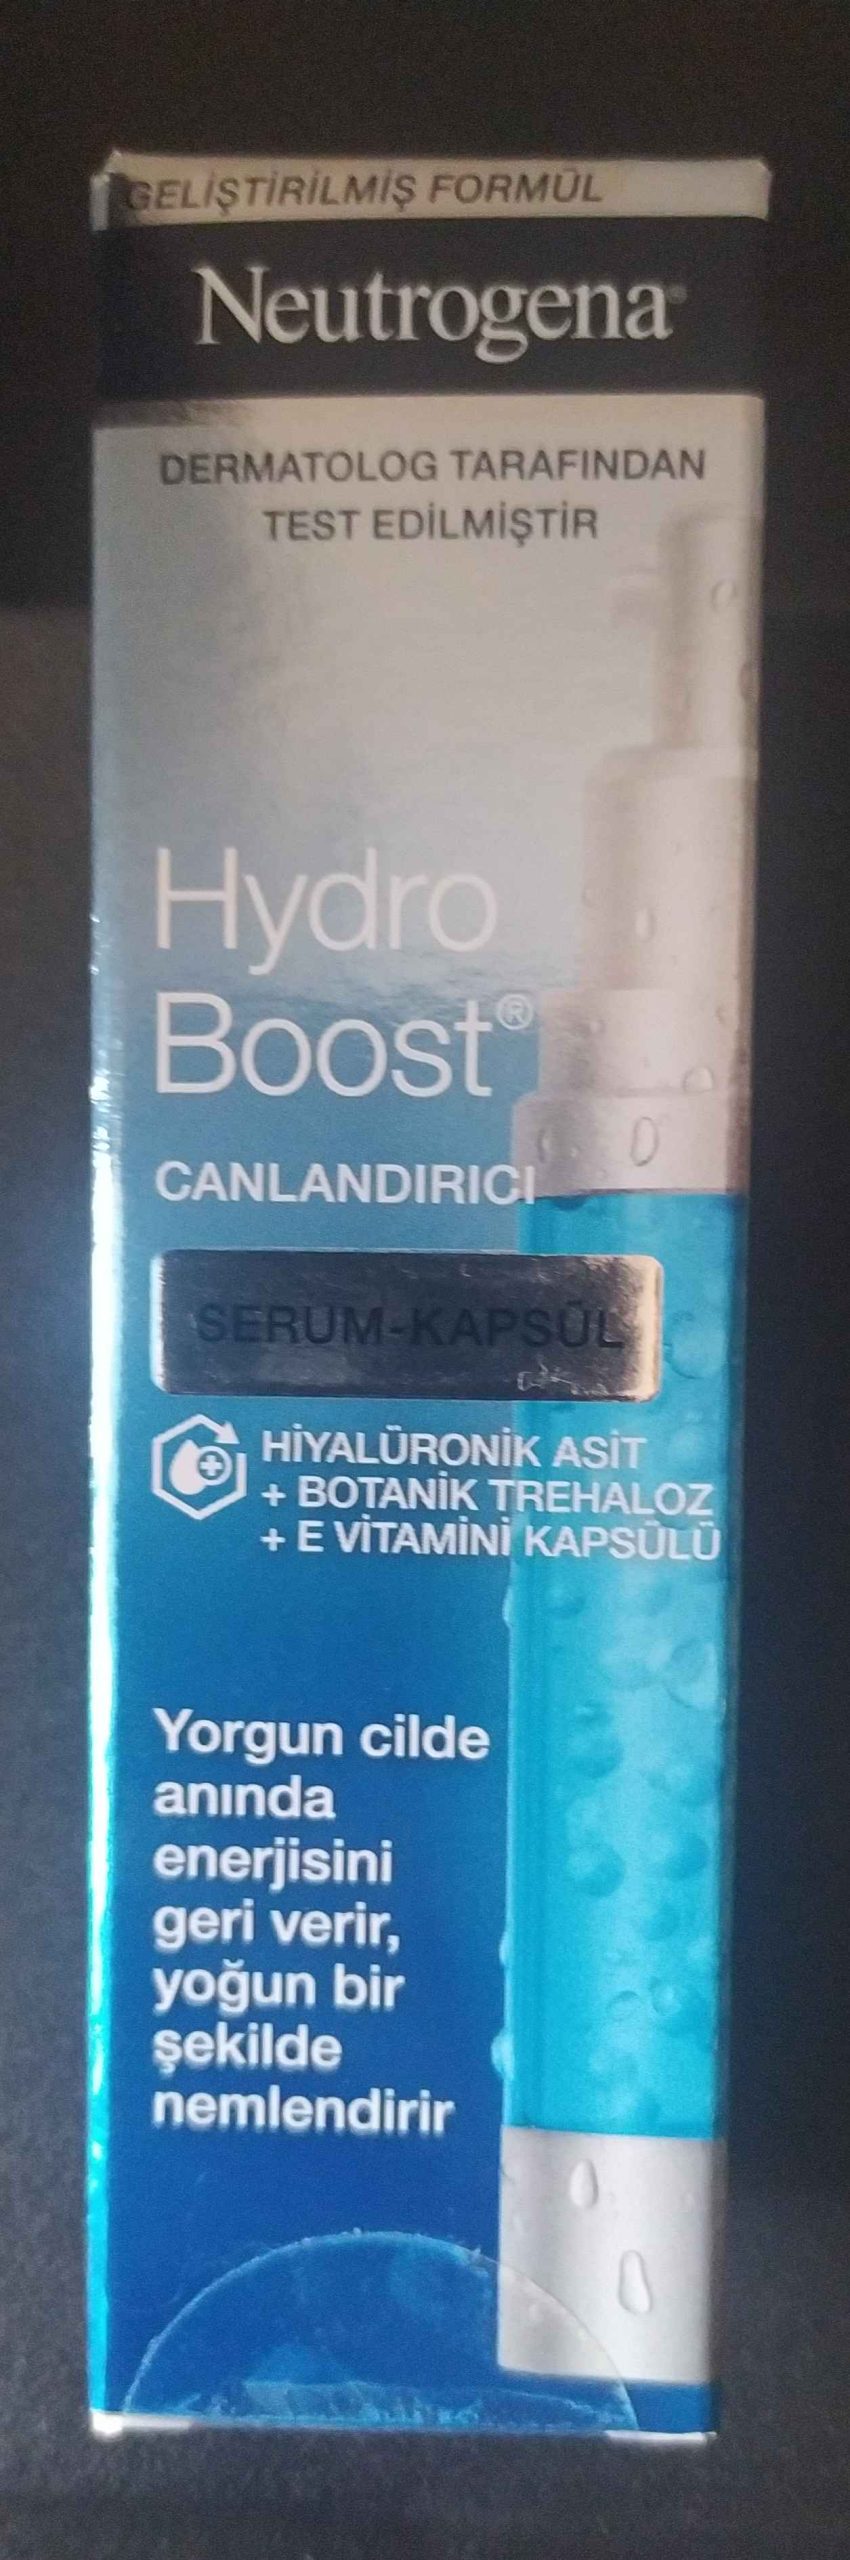 GELİŞTİRİLMİŞ FORMÜL
Neutrogena®
DERMATOLOG TARAFINDAN
TEST EDİLMİŞTİR
Hydro
Boost®
CANLANDIRICI
SERUM-KAPSÜL
HİYALÜRONİK ASİT
+ BOTANİK TREHALOZ
+ E VİTAMİNİ KAPSÜLÜ
Yorgun cilde
anında
enerjisini
geri verir,
yoğun bir
şekilde
nemlendirir